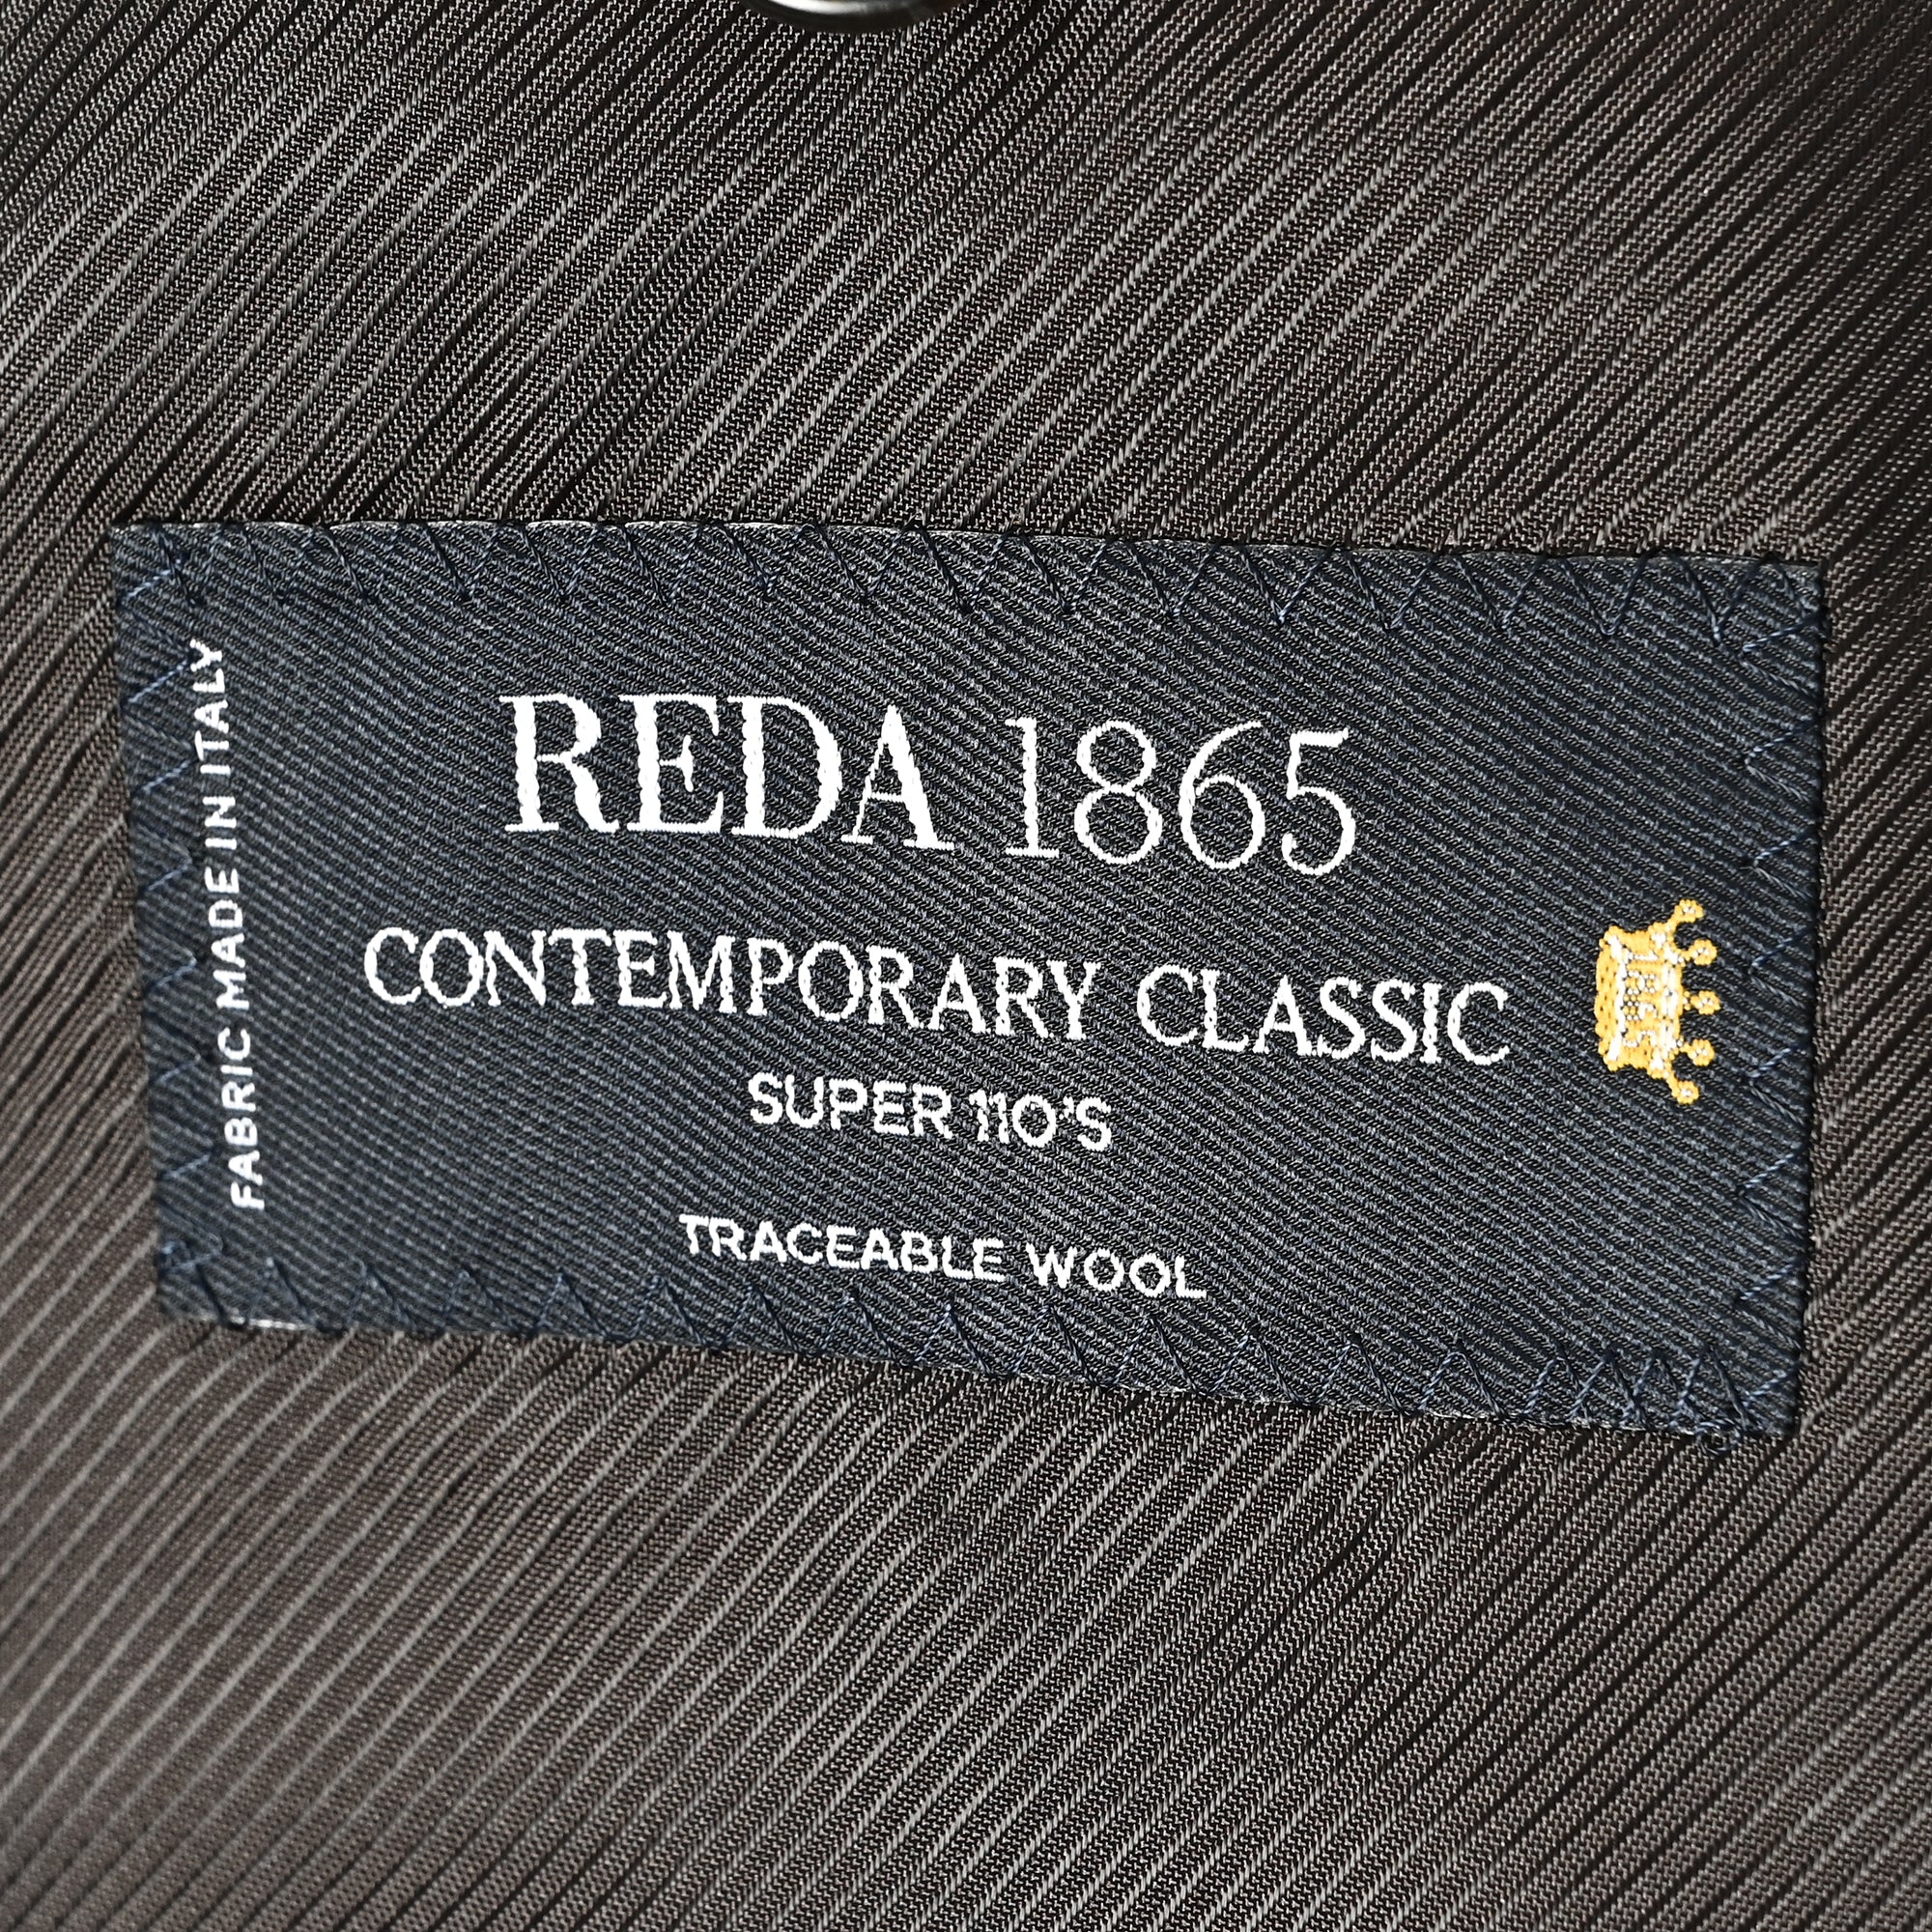 REDA 1865
CONTEMPORARY CLASSIC
SUPER 110'S
TRACEABLE WOOL
FABRIC MADE IN ITALY